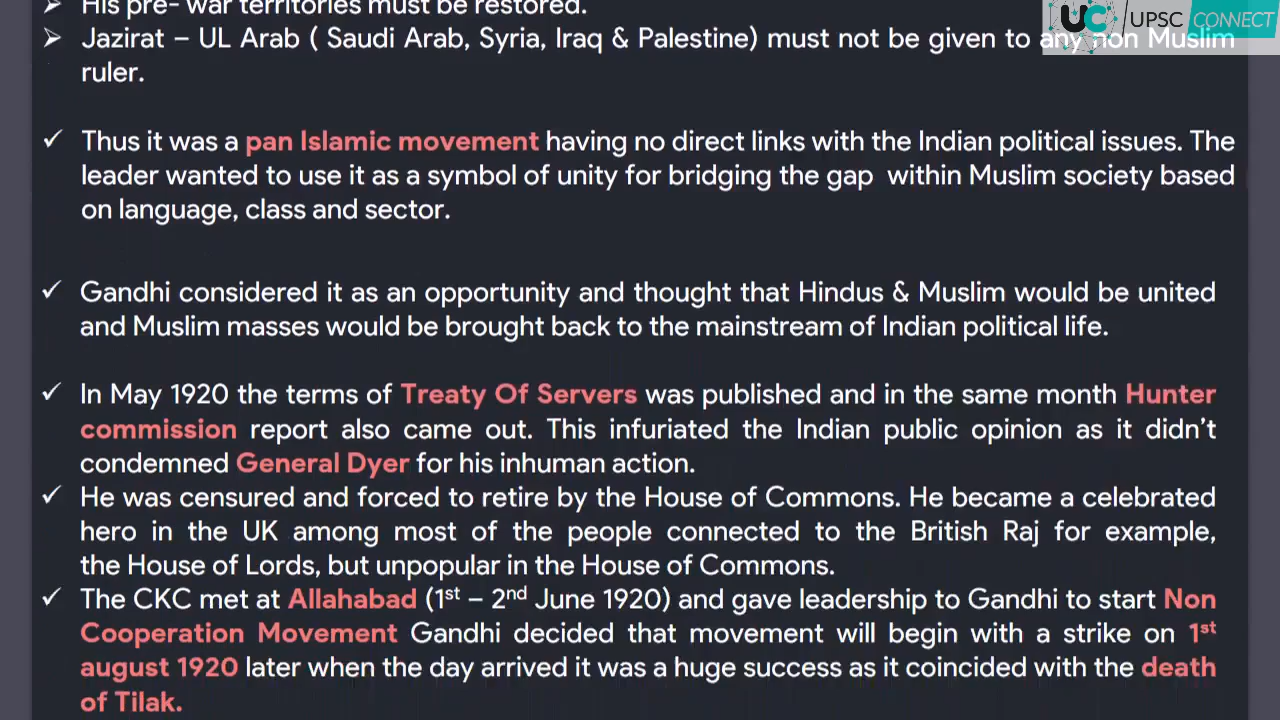 ➢ His pre- war territories must be restored.
UC UPSC CONNECT
➢ Jazirat – UL Arab ( Saudi Arab, Syria, Iraq & Palestine) must not be given to any non Muslim
ruler.
✓ Thus it was a pan Islamic movement having no direct links with the Indian political issues. The
leader wanted to use it as a symbol of unity for bridging the gap within Muslim society based
on language, class and sector.
✓ Gandhi considered it as an opportunity and thought that Hindus & Muslim would be united
and Muslim masses would be brought back to the mainstream of Indian political life.
✓ In May 1920 the terms of Treaty Of Servers was published and in the same month Hunter
commission report also came out. This infuriated the Indian public opinion as it didn't
condemned General Dyer for his inhuman action.
✓ He was censured and forced to retire by the House of Commons. He became a celebrated
hero in the UK among most of the people connected to the British Raj for example,
the House of Lords, but unpopular in the House of Commons.
✓ The CKC met at Allahabad (1st – 2nd June 1920) and gave leadership to Gandhi to start Non
Cooperation Movement Gandhi decided that movement will begin with a strike on 1st
august 1920 later when the day arrived it was a huge success as it coincided with the death
of Tilak.